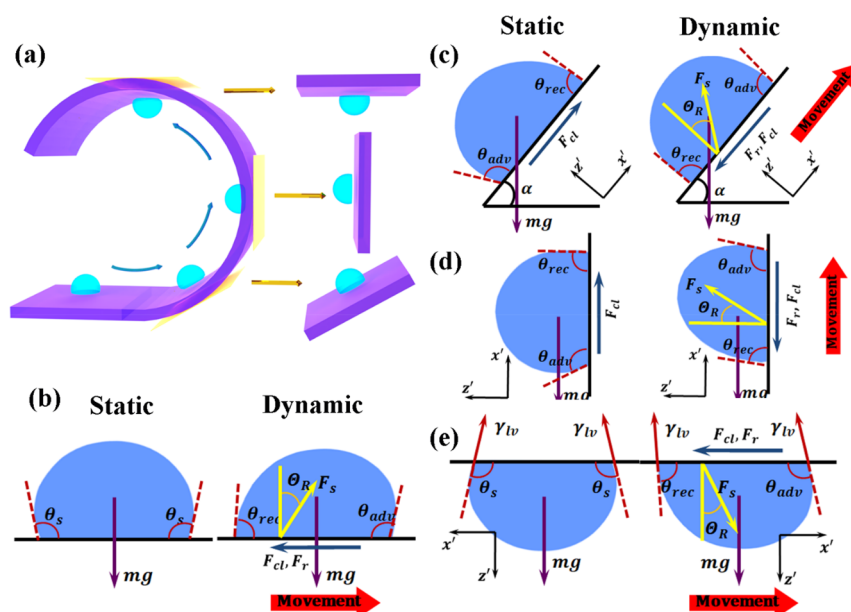 (a)
(b)
Static
Dynamic
θs
θs
mg
θrec
ΘR
Fs
θadv
Fcl, Fr
mg
Movement
Static
Dynamic
(c)
θrec
θadv
Fcl
α
mg
z'
x'
Fs
θadv
ΘR
θrec
Fr, Fcl
α
mg
z'
x'
Movement
(d)
θrec
Fcl
θadv
x'
z'
mg
θadv
Fs
ΘR
Fr, Fcl
θrec
x'
z'
mg
Movement
(e)
γlv
γlv
θs
θs
mg
x'
z'
γlv
Fcl, Fr
γlv
θrec
Fs
θadv
ΘR
mg
x'
z'
Movement